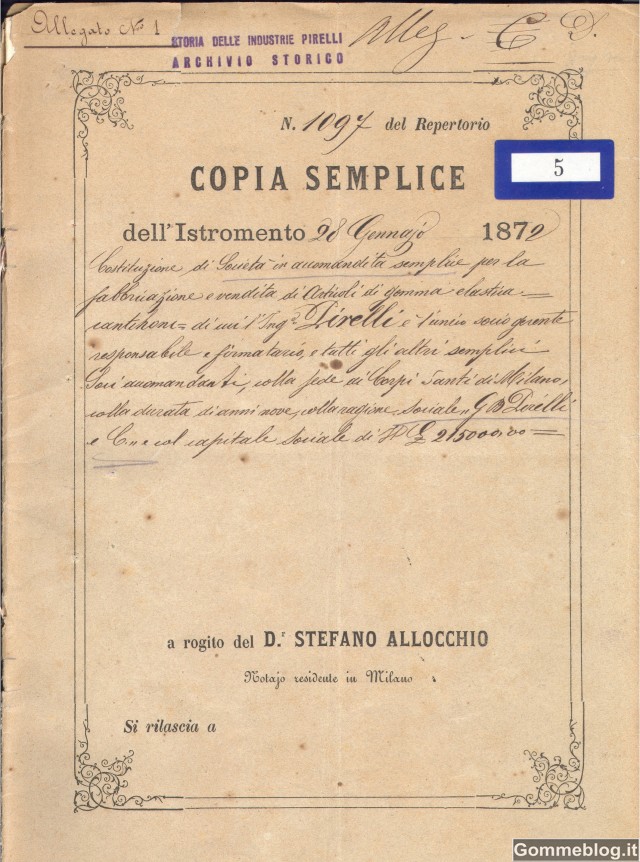 Allegato Nº 1
STORIA DELLE INDUSTRIE PIRELLI
ARCHIVIO STORICO
Alleg - C D.
N. 1097 del Repertorio
COPIA SEMPLICE
5
dell'Istromento 28 Gennajo 1872
Costituzione di Società in accomandita semplice per la
fabbricazione e vendita di Articoli di gomma elastica
di cui l'Ingr Pirelli è l'unico socio gerente
responsabile e firmatario, e tutti gli altri semplici
Soci accomandanti, colla sede ai Corpi Santi di Milano,
colla durata di anni nove, colla ragione sociale „G B Pirelli
e C." e col capitale sociale di £ 215000.00
a rogito del D.r STEFANO ALLOCCHIO
Notajo residente in Milano
Si rilascia a
Gommeblog.it